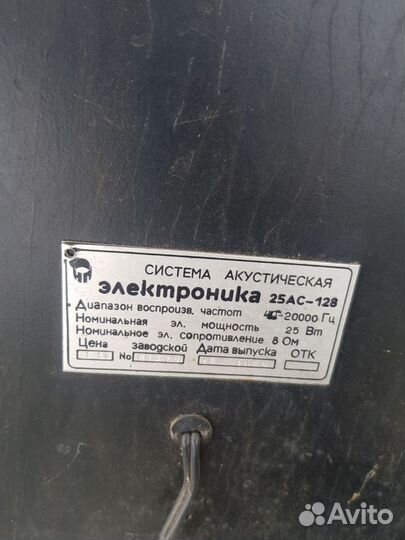 СИСТЕМА АКУСТИЧЕСКАЯ
электроника 25АС-128
Диапазон воспроизв. частот -20000 Гц
Номинальная эл. мощность 25 Вт
Номинальное эл. сопротивление 8 Ом
Цена заводской Дата выпуска ОТК
No
Avito